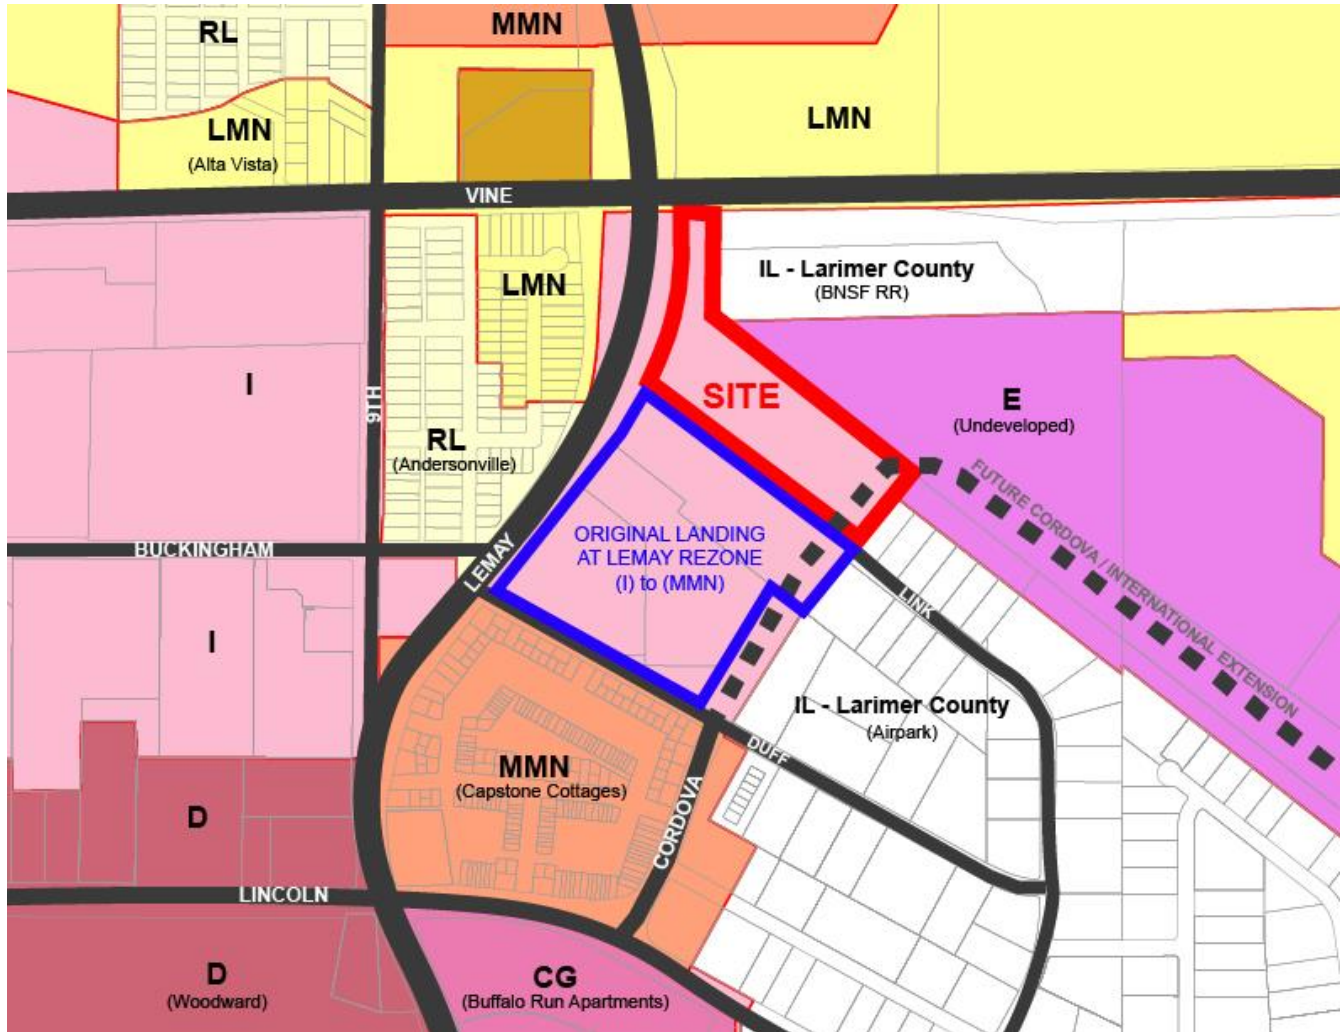 RL
MMN
LMN
(Alta Vista)
LMN
VINE
LMN
IL - Larimer County
(BNSF RR)
I
9TH
SITE
E
(Undeveloped)
RL
(Andersonville)
FUTURE CORDOVA / INTERNATIONAL EXTENSION
BUCKINGHAM
LEMAY
ORIGINAL LANDING
AT LEMAY REZONE
(I) to (MMN)
LINK
I
IL - Larimer County
(Airpark)
DUFF
MMN
(Capstone Cottages)
CORDOVA
D
LINCOLN
D
(Woodward)
CG
(Buffalo Run Apartments)